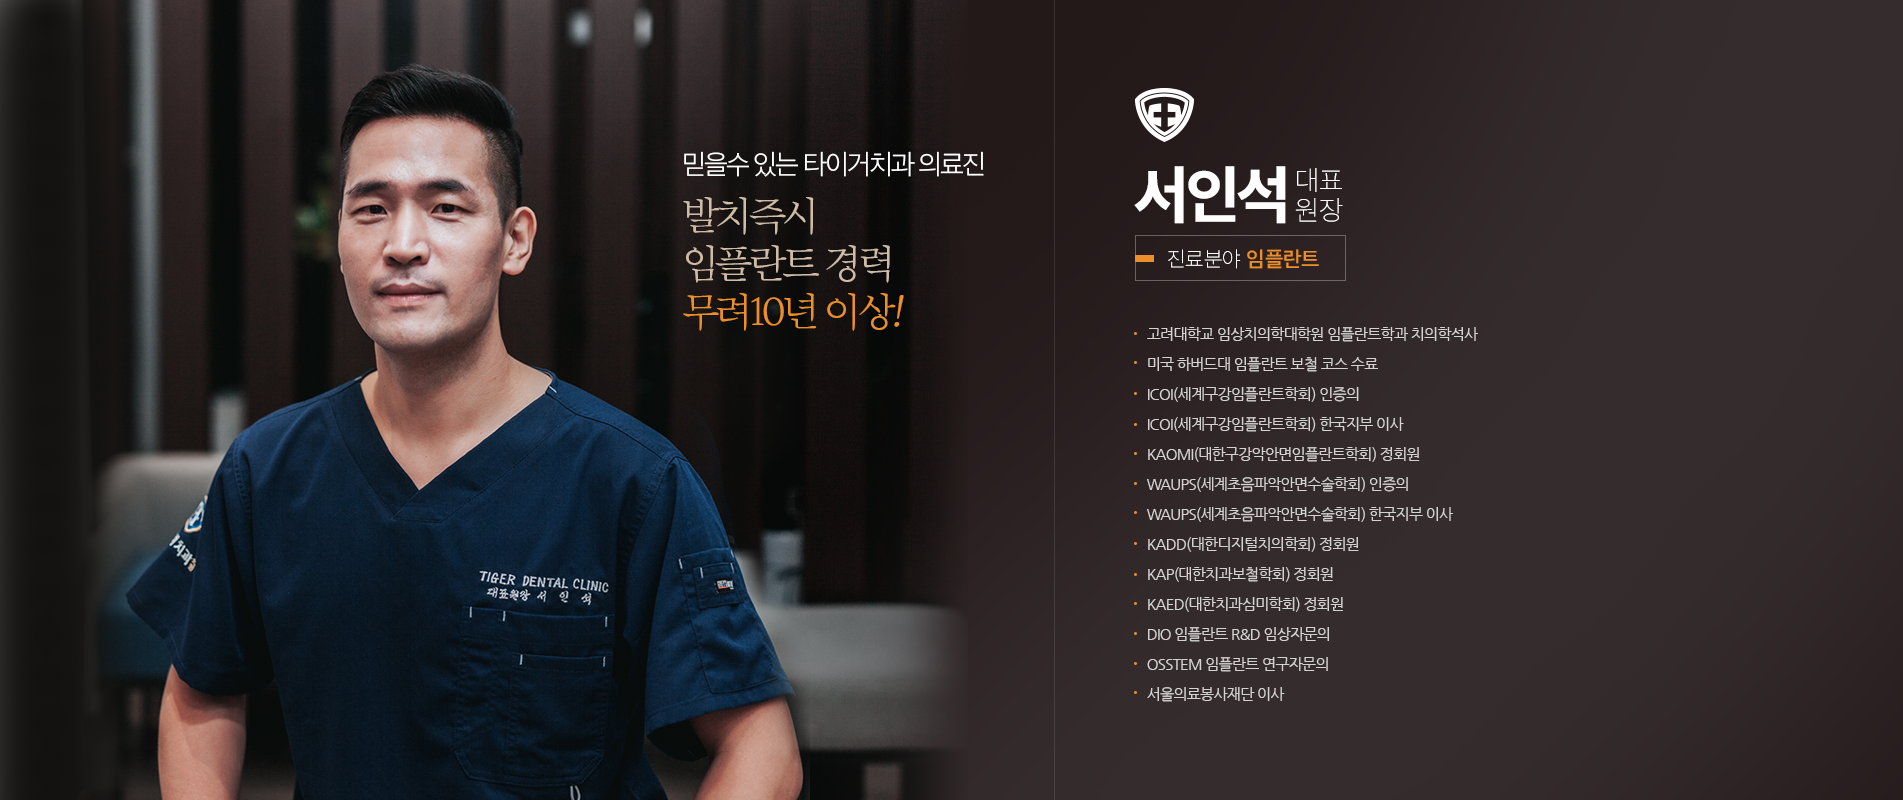 믿을수 있는 타이거치과 의료진
발치즉시
임플란트 경력
무려10년 이상!
치과
TIGER DENTAL CLINIC
대표원장 서 인 석
서인석 대표
원장
진료분야 임플란트
고려대학교 임상치의학대학원 임플란트학과 치의학석사
미국 하버드대 임플란트 보철 코스 수료
ICOI(세계구강임플란트학회) 인증의
ICOI(세계구강임플란트학회) 한국지부 이사
KAOMI(대한구강악안면임플란트학회) 정회원
WAUPS(세계초음파악안면수술학회) 인증의
WAUPS(세계초음파악안면수술학회) 한국지부 이사
KADD(대한디지털치의학회) 정회원
KAP(대한치과보철학회) 정회원
KAED(대한치과심미학회) 정회원
DIO 임플란트 R&D 임상자문의
OSSTEM 임플란트 연구자문의
서울의료봉사재단 이사